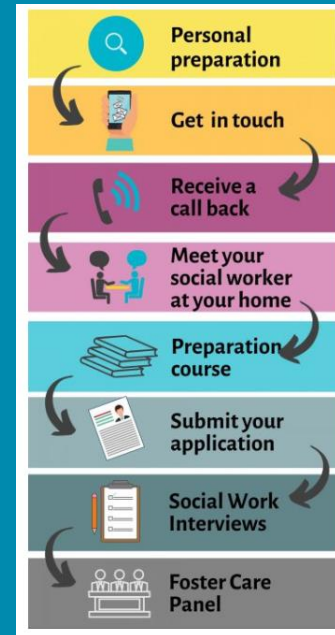 Personal
preparation
Get in touch
Receive a
call back
Meet your
social worker
at your home
Preparation
course
Submit your
application
Social Work
Interviews
Foster Care
Panel